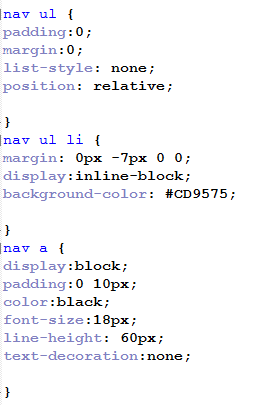 nav ul {
padding:0;
margin:0;
list-style: none;
position: relative;
}
nav ul li {
margin: 0px -7px 0 0;
display:inline-block;
background-color: #CD9575;
}
nav a {
display:block;
padding:0 10px;
color:black;
font-size:18px;
line-height: 60px;
text-decoration:none;
}